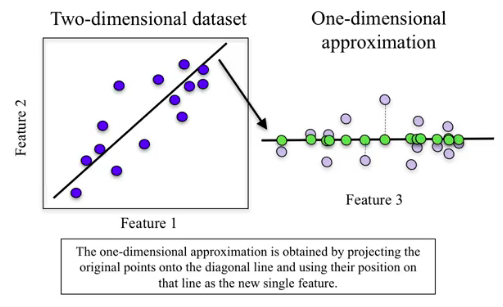 Two-dimensional dataset
One-dimensional
approximation
Feature 2
Feature 1
Feature 3
The one-dimensional approximation is obtained by projecting the
original points onto the diagonal line and using their position on
that line as the new single feature.